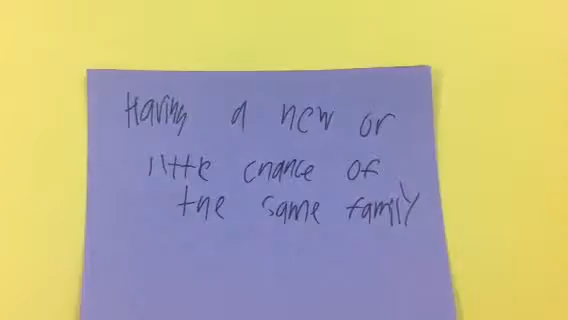 Having a new or
little chance of
the same family